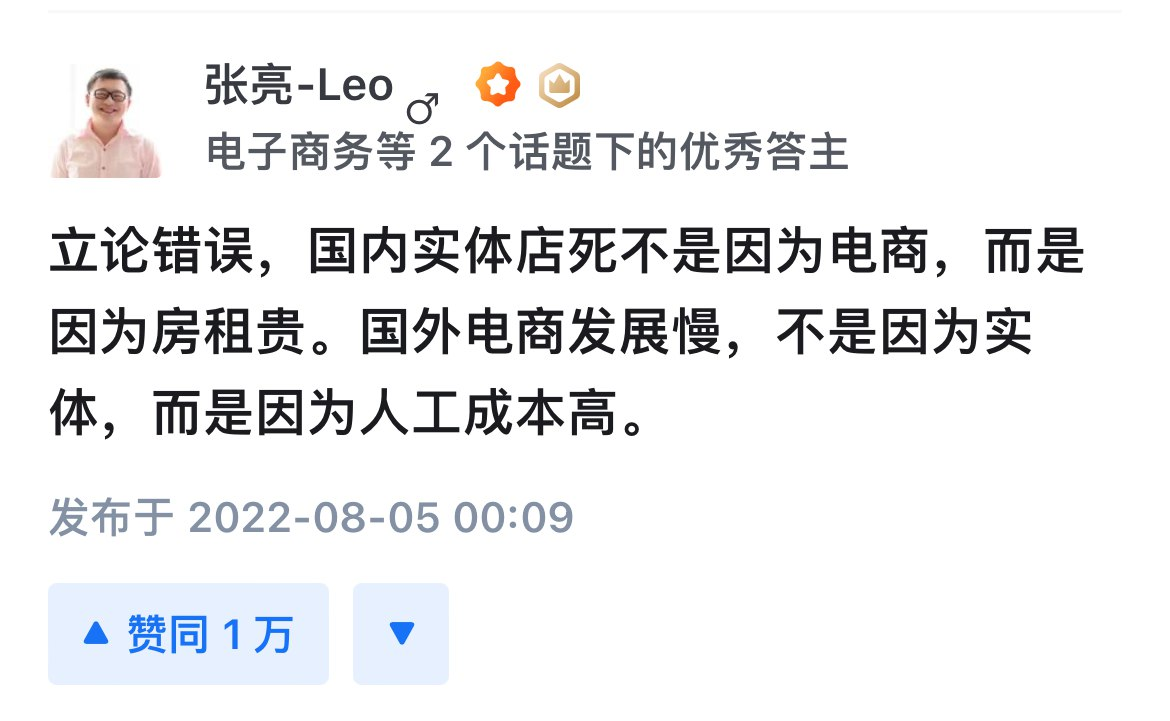 张亮-Leo ♂
电子商务等 2 个话题下的优秀答主
立论错误，国内实体店死不是因为电商，而是
因为房租贵。国外电商发展慢，不是因为实
体，而是因为人工成本高。
发布于 2022-08-05 00:09
▲ 赞同 1 万 ▼